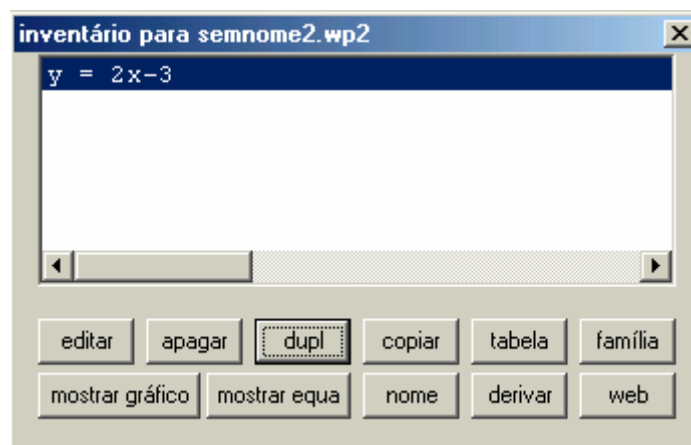 inventário para semnome2.wp2
y = 2x-3
editar apagar dupl copiar tabela família
mostrar gráfico mostrar equa nome derivar web